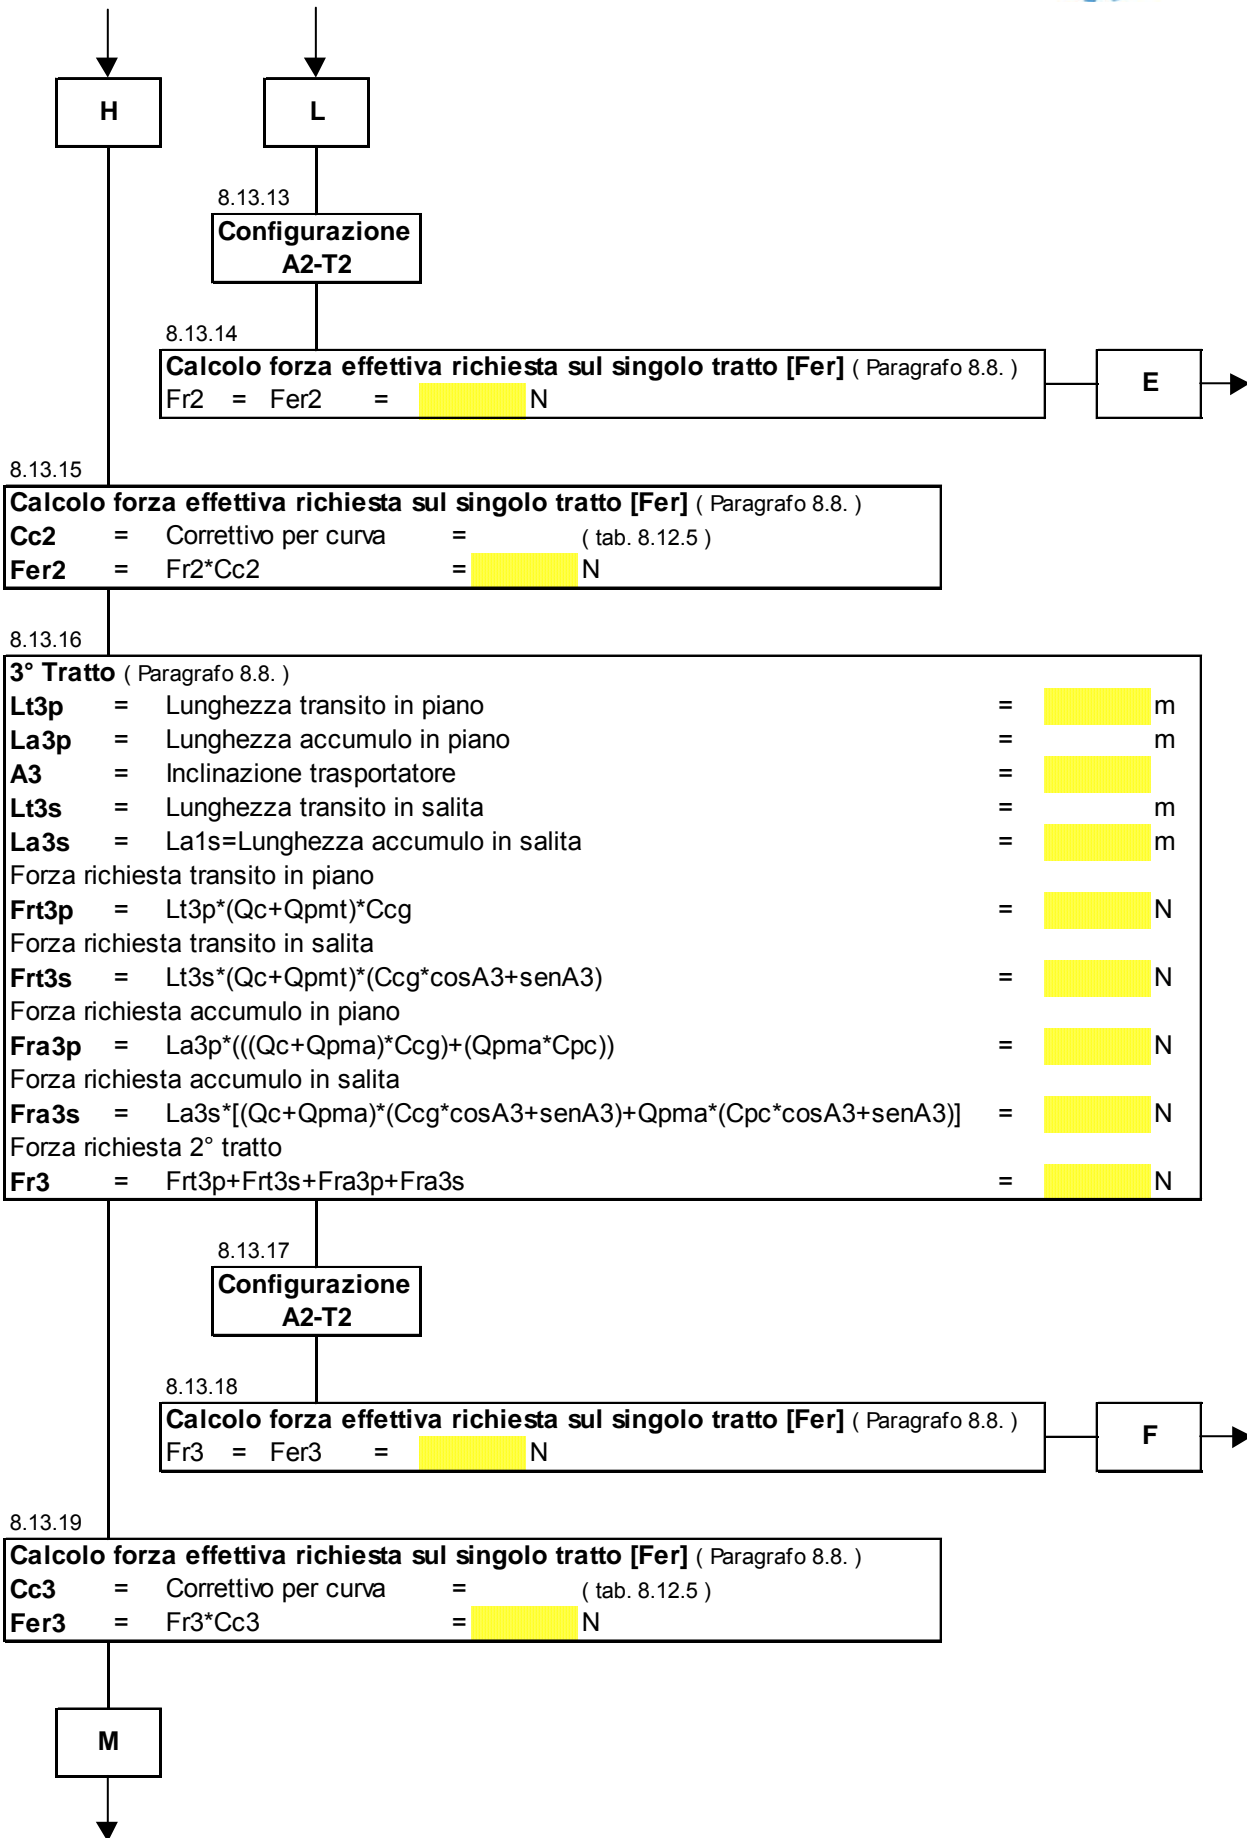 H
L
8.13.13
Configurazione
A2-T2
8.13.14
Calcolo forza effettiva richiesta sul singolo tratto [Fer] ( Paragrafo 8.8. )
Fr2 = Fer2 = N
E
8.13.15
Calcolo forza effettiva richiesta sul singolo tratto [Fer] ( Paragrafo 8.8. )
Cc2 = Correttivo per curva = ( tab. 8.12.5 )
Fer2 = Fr2*Cc2 = N
8.13.16
3° Tratto ( Paragrafo 8.8. )
Lt3p = Lunghezza transito in piano = m
La3p = Lunghezza accumulo in piano = m
A3 = Inclinazione trasportatore =
Lt3s = Lunghezza transito in salita = m
La3s = La1s=Lunghezza accumulo in salita = m
Forza richiesta transito in piano
Frt3p = Lt3p*(Qc+Qpmt)*Ccg = N
Forza richiesta transito in salita
Frt3s = Lt3s*(Qc+Qpmt)*(Ccg*cosA3+senA3) = N
Forza richiesta accumulo in piano
Fra3p = La3p*(((Qc+Qpma)*Ccg)+(Qpma*Cpc)) = N
Forza richiesta accumulo in salita
Fra3s = La3s*[(Qc+Qpma)*(Ccg*cosA3+senA3)+Qpma*(Cpc*cosA3+senA3)] = N
Forza richiesta 2° tratto
Fr3 = Frt3p+Frt3s+Fra3p+Fra3s = N
8.13.17
Configurazione
A2-T2
8.13.18
Calcolo forza effettiva richiesta sul singolo tratto [Fer] ( Paragrafo 8.8. )
Fr3 = Fer3 = N
F
8.13.19
Calcolo forza effettiva richiesta sul singolo tratto [Fer] ( Paragrafo 8.8. )
Cc3 = Correttivo per curva = ( tab. 8.12.5 )
Fer3 = Fr3*Cc3 = N
M